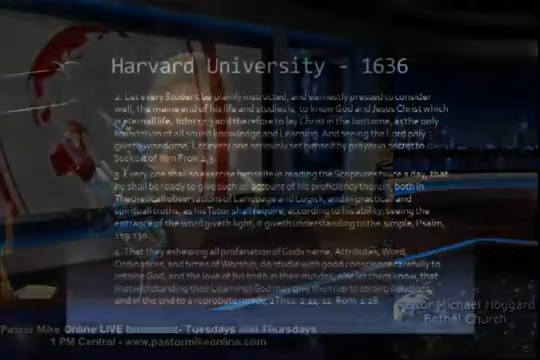 Harvard University - 1636
2. Let every Student be plainly instructed, and earnestly pressed to consider
well, the maine end of his life and studies is, to know God and Jesus Christ which
is eternall life, John 17:3 and therefore to lay Christ in the bottome, as the only
foundation of all sound knowledge and Learning. And seeing the Lord only
giveth wisedome, Let every one seriously set himself by prayer in secret to
seeke it of him Prov. 2,3.
3. Every one shall so exercise himselfe in reading the Scriptures twice a day, that
he shall be ready to give such an account of his proficiency therein, both in
Theoreticall observations of Language and Logick, and in practicall and
spirituall truths, as his Tutor shall require, according to his ability; seeing the
entrance of the word giveth light, it giveth understanding to the simple, Psalm,
119:130
4. That they eshewing all profanation of Gods name, Attributes, Word,
Ordinances, and times of Worship, do studie with good conscience carefully to
retaine God, and the love of his truth in their mindes, else let them know, that
(notwithstanding their Learning) God may give them up to strong delusions,
and in the end to a reprobate minde, 2Thes. 2:11, 12. Rom. 1:28.
Pastor Michael Hoggard
Bethel Church
Pastor Mike Online LIVE - Tuesdays and Thursdays
1 PM Central - www.pastormikeonline.com